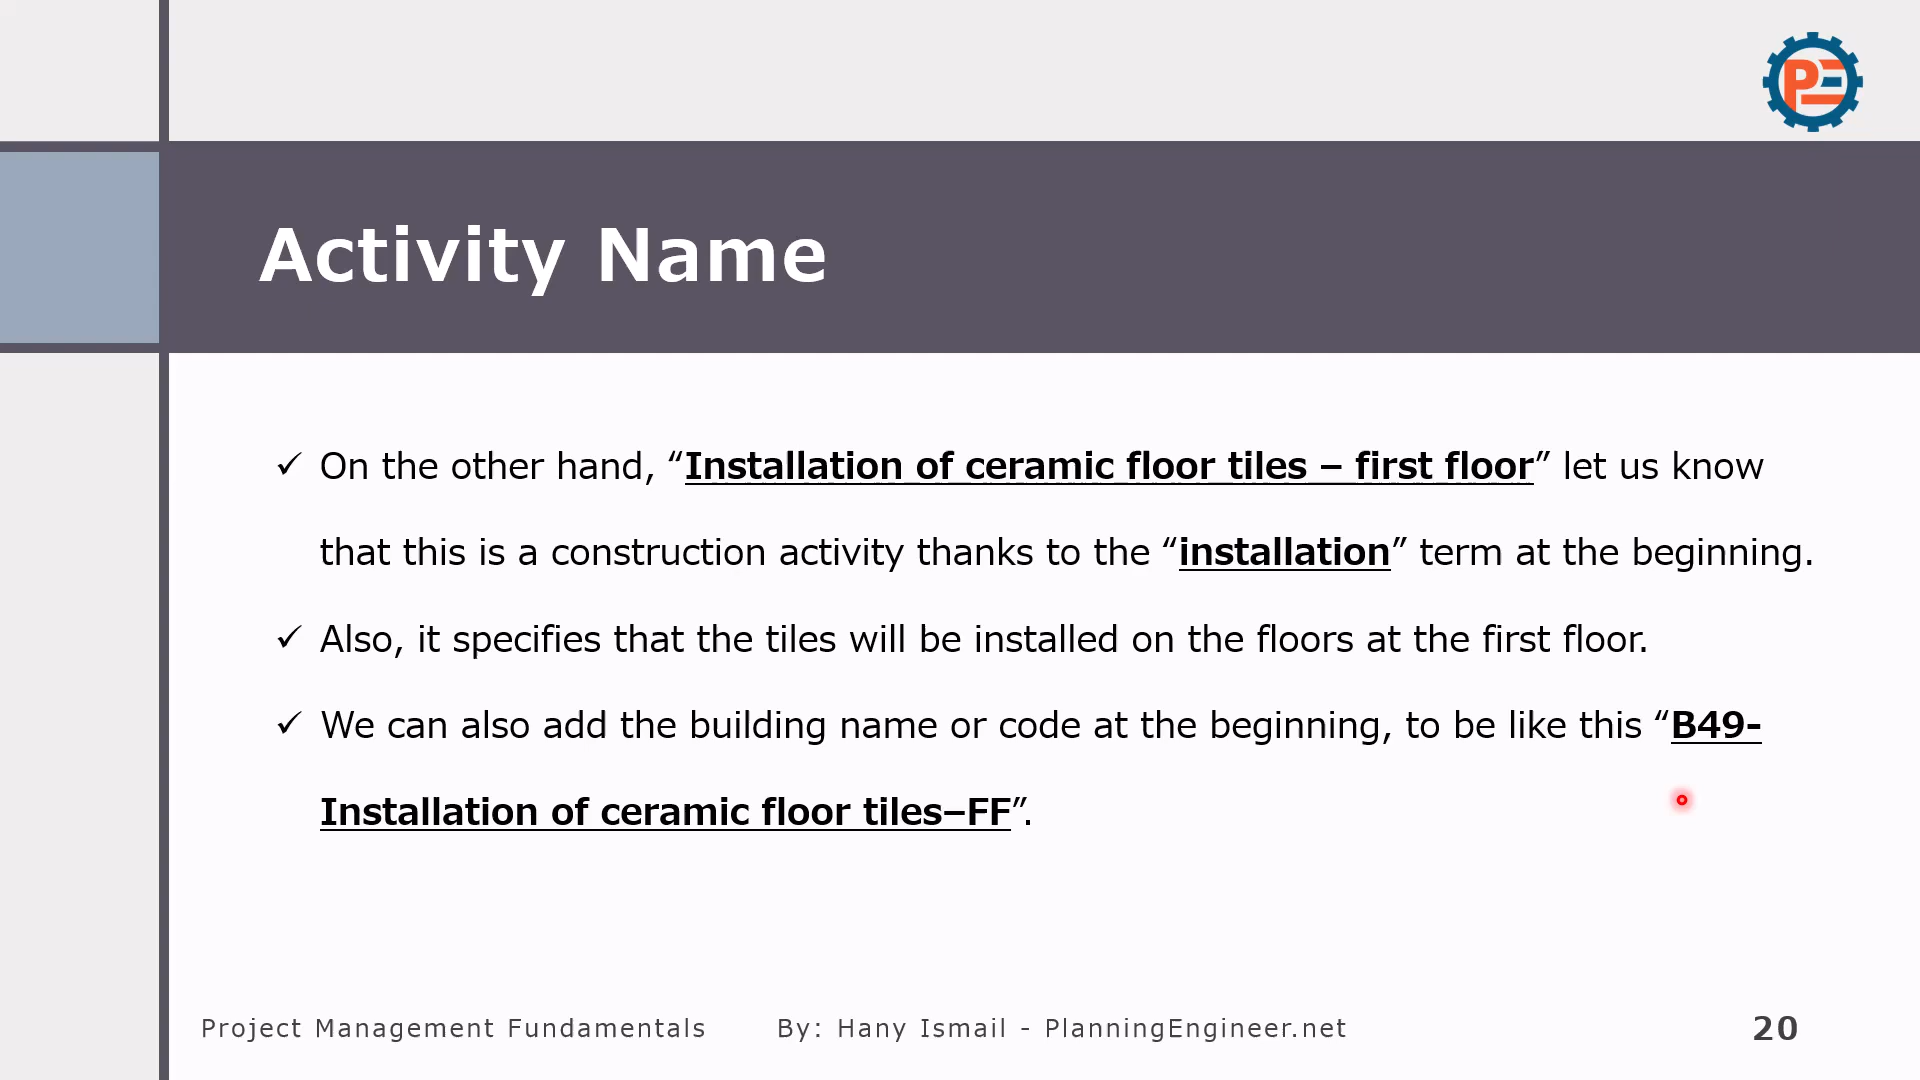 PE
Activity Name
✓ On the other hand, “Installation of ceramic floor tiles – first floor” let us know
that this is a construction activity thanks to the “installation” term at the beginning.
✓ Also, it specifies that the tiles will be installed on the floors at the first floor.
✓ We can also add the building name or code at the beginning, to be like this “B49-
Installation of ceramic floor tiles–FF”.
Project Management Fundamentals By: Hany Ismail - PlanningEngineer.net 20